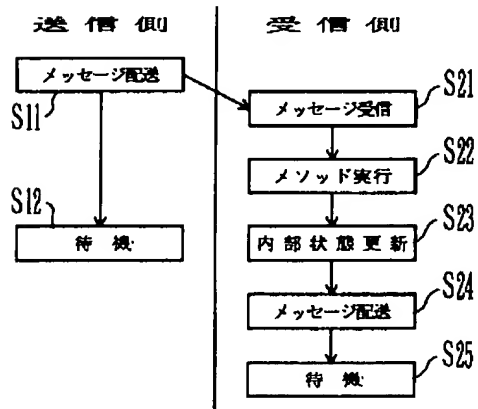 送信側
受信側
メッセージ配送
S11
S21
メッセージ受信
S22
メソッド実行
S12
待機
S23
内部状態更新
S24
メッセージ配送
S25
待機